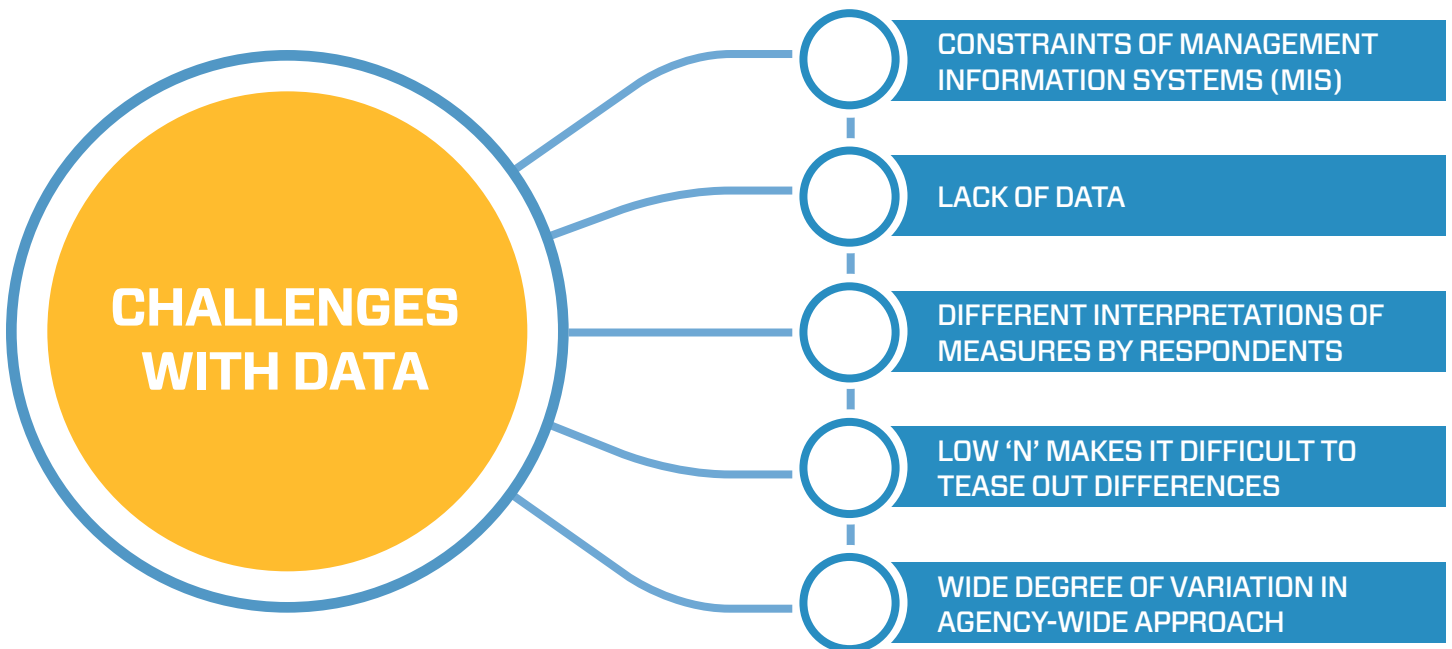 CHALLENGES
WITH DATA
CONSTRAINTS OF MANAGEMENT
INFORMATION SYSTEMS (MIS)
LACK OF DATA
DIFFERENT INTERPRETATIONS OF
MEASURES BY RESPONDENTS
LOW ‘N’ MAKES IT DIFFICULT TO
TEASE OUT DIFFERENCES
WIDE DEGREE OF VARIATION IN
AGENCY-WIDE APPROACH